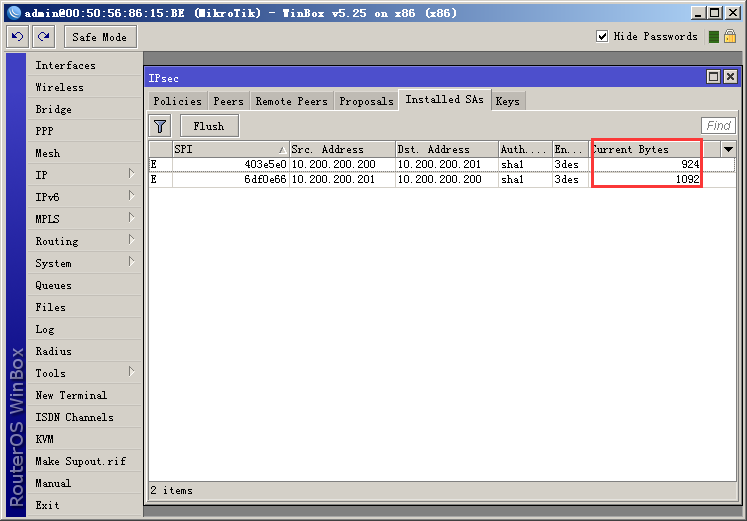 admin@00:50:56:86:15:BE (MikroTik) - WinBox v5.25 on x86 (x86)
Safe Mode
Hide Passwords
Interfaces
Wireless
Bridge
PPP
Mesh
IP
IPv6
MPLS
Routing
System
Queues
Files
Log
Radius
Tools
New Terminal
ISDN Channels
KVM
Make Supout.rif
Manual
Exit
RouterOS WinBox
IPsec
Policies Peers Remote Peers Proposals Installed SAs Keys
Flush
Find
SPI Src. Address Dst. Address Auth.... En... Current Bytes
E 403e5e0 10.200.200.200 10.200.200.201 sha1 3des 924
E 6df0e66 10.200.200.201 10.200.200.200 sha1 3des 1092
2 items